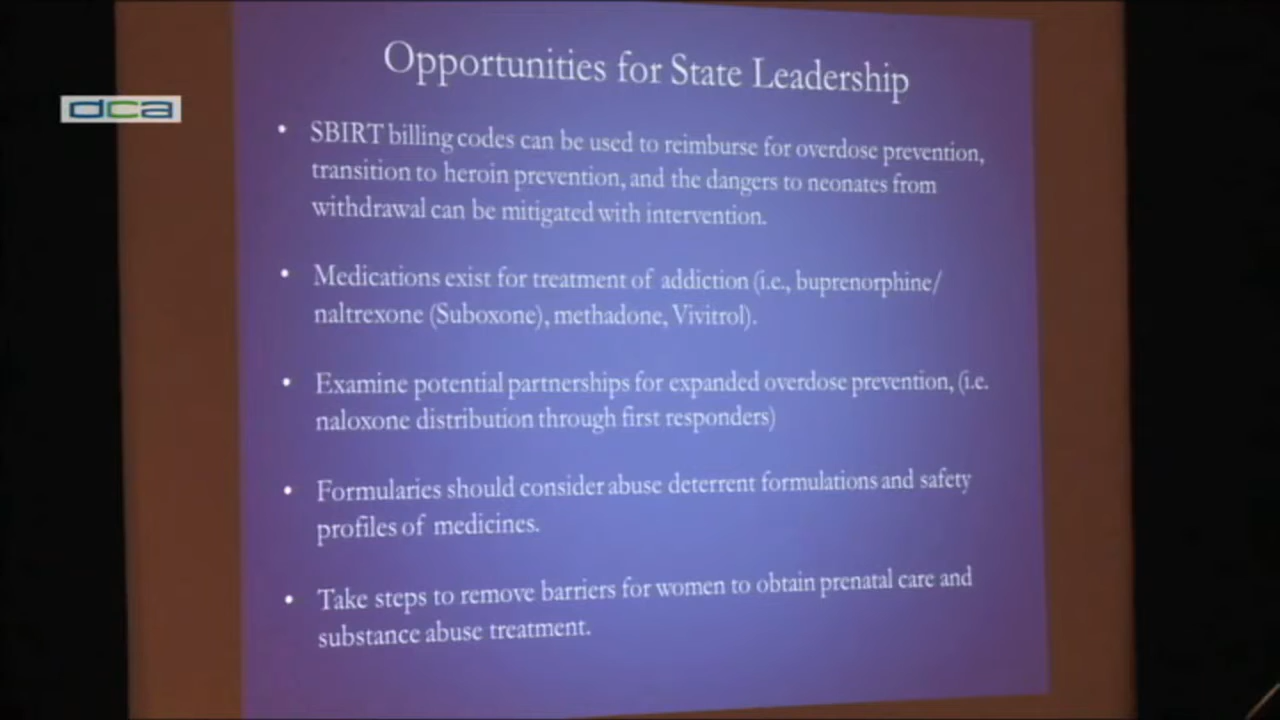 Opportunities for State Leadership
dca
• SBIRT billing codes can be used to reimburse for overdose prevention,
transition to heroin prevention, and the dangers to neonates from
withdrawal can be mitigated with intervention.
• Medications exist for treatment of addiction (i.e., buprenorphine/
naltrexone (Suboxone), methadone, Vivitrol).
• Examine potential partnerships for expanded overdose prevention, (i.e.
naloxone distribution through first responders)
• Formularies should consider abuse deterrent formulations and safety
profiles of medicines.
• Take steps to remove barriers for women to obtain prenatal care and
substance abuse treatment.